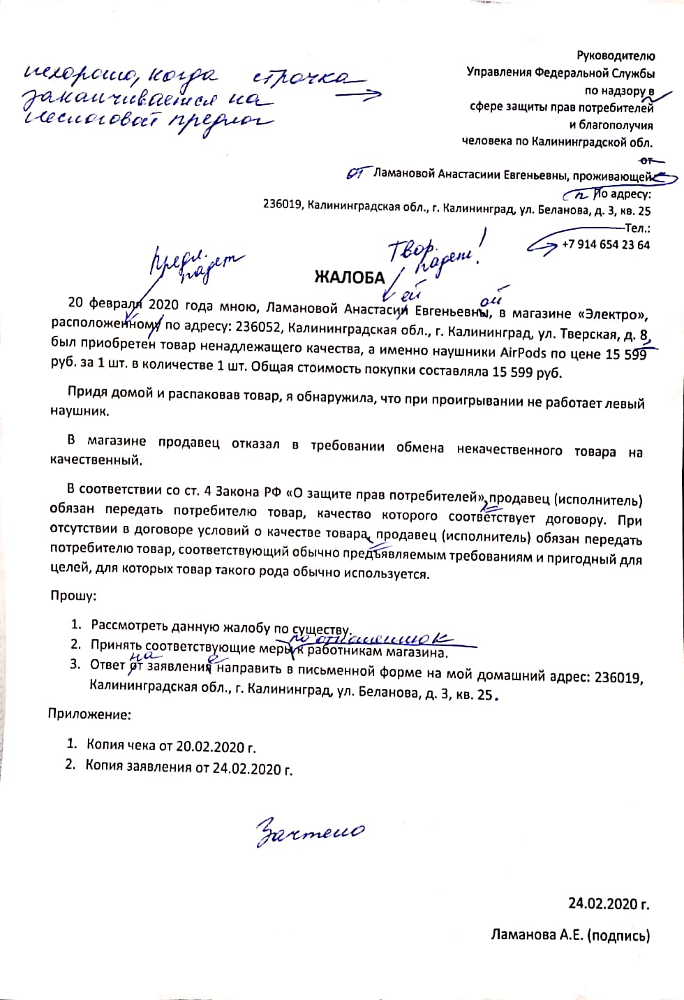 Руководителю
Управления Федеральной Службы
нехорошо, когда строчка
по надзору в
заканчивается на
сфере защиты прав потребителей
неслоговой предлог
и благополучия
человека по Калининградской обл.
от
от Ламановой Анастасиии Евгеньевны, проживающей
п По адресу:
236019, Калининградская обл., г. Калининград, ул. Беланова, д. 3, кв. 25
Тел.:
+7 914 654 23 64
Предл. падет
Твор. падет!
ЖАЛОБА
ей ой
20 февраля 2020 года мною, Ламановой Анастасии Евгеньевны, в магазине «Электро»,
расположенному по адресу: 236052, Калининградская обл., г. Калининград, ул. Тверская, д. 8,
был приобретен товар ненадлежащего качества, а именно наушники AirPods по цене 15 599
руб. за 1 шт. в количестве 1 шт. Общая стоимость покупки составляла 15 599 руб.
Придя домой и распаковав товар, я обнаружила, что при проигрывании не работает левый
наушник.
В магазине продавец отказал в требовании обмена некачественного товара на
качественный.
В соответствии со ст. 4 Закона РФ «О защите прав потребителей», продавец (исполнитель)
обязан передать потребителю товар, качество которого соответствует договору. При
отсутствии в договоре условий о качестве товара, продавец (исполнитель) обязан передать
потребителю товар, соответствующий обычно предъявляемым требованиям и пригодный для
целей, для которых товар такого рода обычно используется.
Прошу:
1. Рассмотреть данную жалобу по существу.
по отношению к
2. Принять соответствующие меры к работникам магазина.
на е
3. Ответ от заявления направить в письменной форме на мой домашний адрес: 236019,
Калининградская обл., г. Калининград, ул. Беланова, д. 3, кв. 25.
Приложение:
1. Копия чека от 20.02.2020 г.
2. Копия заявления от 24.02.2020 г.
Зачтено
24.02.2020 г.
Ламанова А.Е. (подпись)